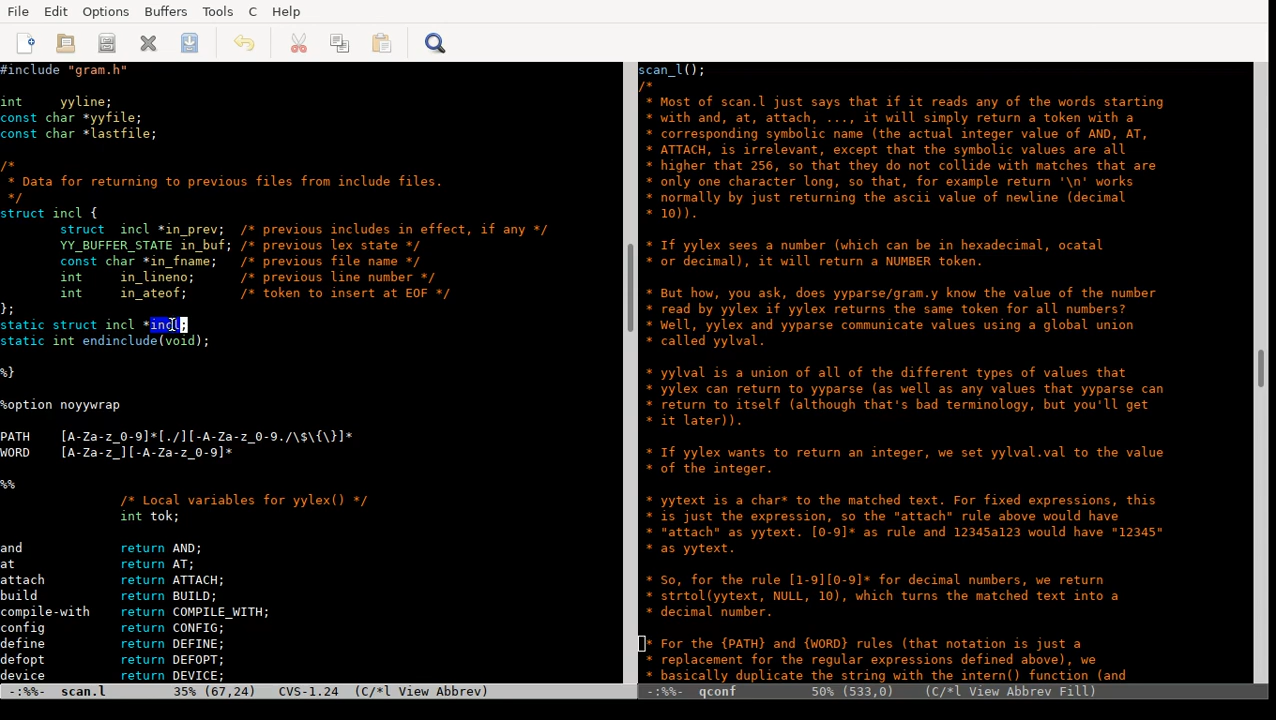 File Edit Options Buffers Tools C Help
#include "gram.h"
int yyline;
const char *yyfile;
const char *lastfile;
/*
* Data for returning to previous files from include files.
*/
struct incl {
struct incl *in_prev; /* previous includes in effect, if any */
YY_BUFFER_STATE in_buf; /* previous lex state */
const char *in_fname; /* previous file name */
int in_lineno; /* previous line number */
int in_ateof; /* token to insert at EOF */
};
static struct incl *incl;
static int endinclude(void);
%}
%option noyywrap
PATH [A-Za-z_0-9]*[./][-A-Za-z_0-9./\$\{\}]*
WORD [A-Za-z_][-A-Za-z_0-9]*
%%
/* Local variables for yylex() */
int tok;
and return AND;
at return AT;
attach return ATTACH;
build return BUILD;
compile-with return COMPILE_WITH;
config return CONFIG;
define return DEFINE;
defopt return DEFOPT;
device return DEVICE;
-:%%- scan.l 35% (67,24) CVS-1.24 (C/*l View Abbrev)
scan_l();
/*
* Most of scan.l just says that if it reads any of the words starting
* with and, at, attach, ..., it will simply return a token with a
* corresponding symbolic name (the actual integer value of AND, AT,
* ATTACH, is irrelevant, except that the symbolic values are all
* higher that 256, so that they do not collide with matches that are
* only one character long, so that, for example return '\n' works
* normally by just returning the ascii value of newline (decimal
* 10)).
* If yylex sees a number (which can be in hexadecimal, ocatal
* or decimal), it will return a NUMBER token.
* But how, you ask, does yyparse/gram.y know the value of the number
* read by yylex if yylex returns the same token for all numbers?
* Well, yylex and yyparse communicate values using a global union
* called yylval.
* yylval is a union of all of the different types of values that
* yylex can return to yyparse (as well as any values that yyparse can
* return to itself (although that's bad terminology, but you'll get
* it later)).
* If yylex wants to return an integer, we set yylval.val to the value
* of the integer.
* yytext is a char* to the matched text. For fixed expressions, this
* is just the expression, so the "attach" rule above would have
* "attach" as yytext. [0-9]* as rule and 12345a123 would have "12345"
* as yytext.
* So, for the rule [1-9][0-9]* for decimal numbers, we return
* strtol(yytext, NULL, 10), which turns the matched text into a
* decimal number.
* For the {PATH} and {WORD} rules (that notation is just a
* replacement for the regular expressions defined above), we
* basically duplicate the string with the intern() function (and
-:%%- qconf 50% (533,0) (C/*l View Abbrev Fill)